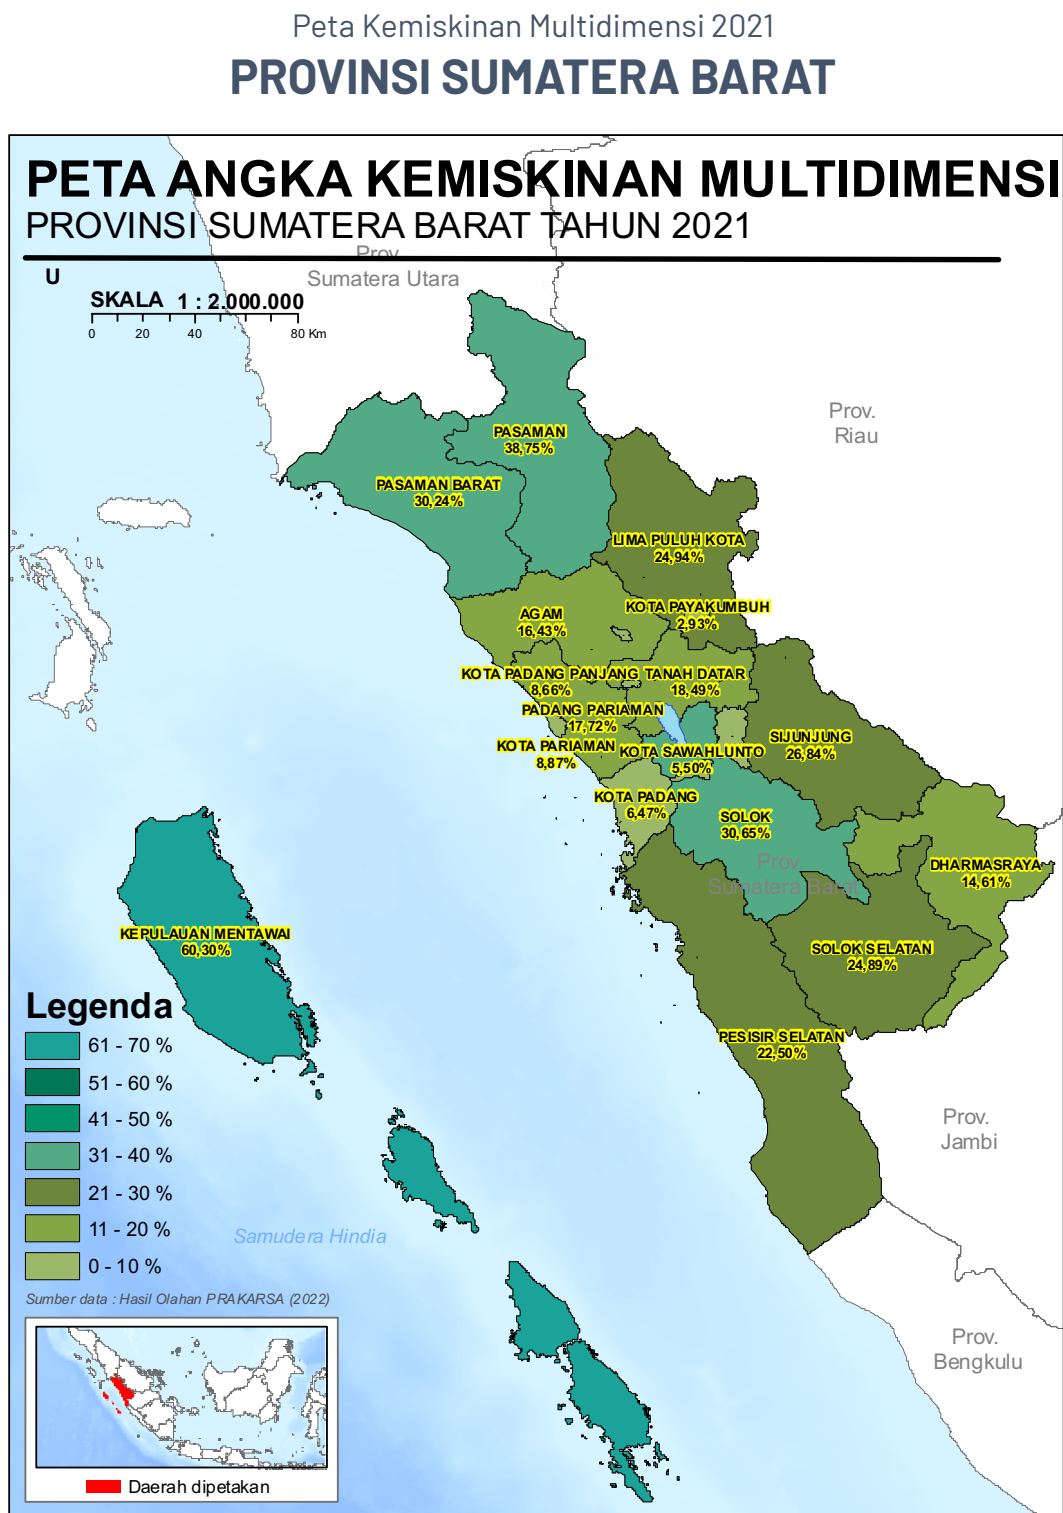 Peta Kemiskinan Multidimensi 2021
PROVINSI SUMATERA BARAT
PETA ANGKA KEMISKINAN MULTIDIMENSI
PROVINSI SUMATERA BARAT TAHUN 2021
Prov.
Sumatera Utara
U
SKALA 1 : 2.000.000
0 20 40 80 Km
Prov.
Riau
PASAMAN
38,75%
PASAMAN BARAT
30,24%
LIMA PULUH KOTA
24,94%
KOTA PAYAKUMBUH
2,93%
AGAM
16,43%
KOTA PADANG PANJANG
8,66%
TANAH DATAR
18,49%
PADANG PARIAMAN
17,72%
KOTA PARIAMAN
8,87%
KOTA SAWAHLUNTO
5,50%
SIJUNJUNG
26,84%
KOTA PADANG
6,47%
SOLOK
30,65%
Prov.
Sumatera Barat
DHARMASRAYA
14,61%
KEPULAUAN MENTAWAI
60,30%
SOLOK SELATAN
24,89%
PESISIR SELATAN
22,50%
Legenda
61 - 70 %
51 - 60 %
41 - 50 %
31 - 40 %
21 - 30 %
11 - 20 %
0 - 10 %
Prov.
Jambi
Samudera Hindia
Sumber data : Hasil Olahan PRAKARSA (2022)
Prov.
Bengkulu
Daerah dipetakan